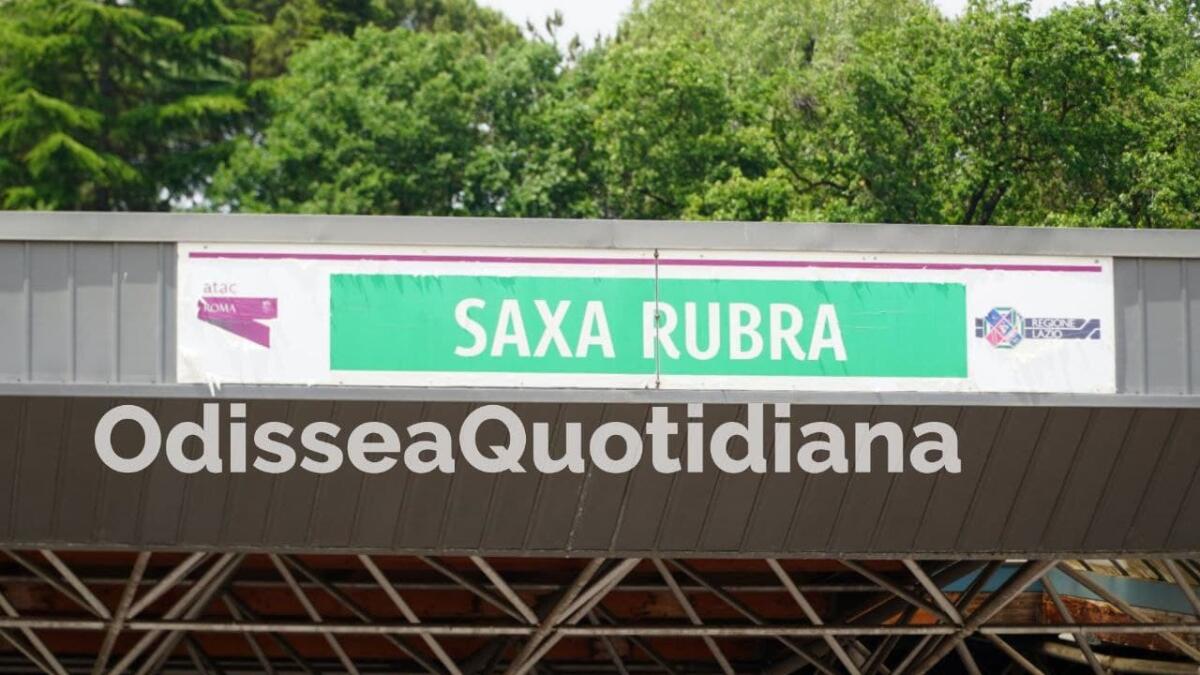 atac
ROMA
SAXA RUBRA
REGIONE
LAZIO
OdisseaQuotidiana